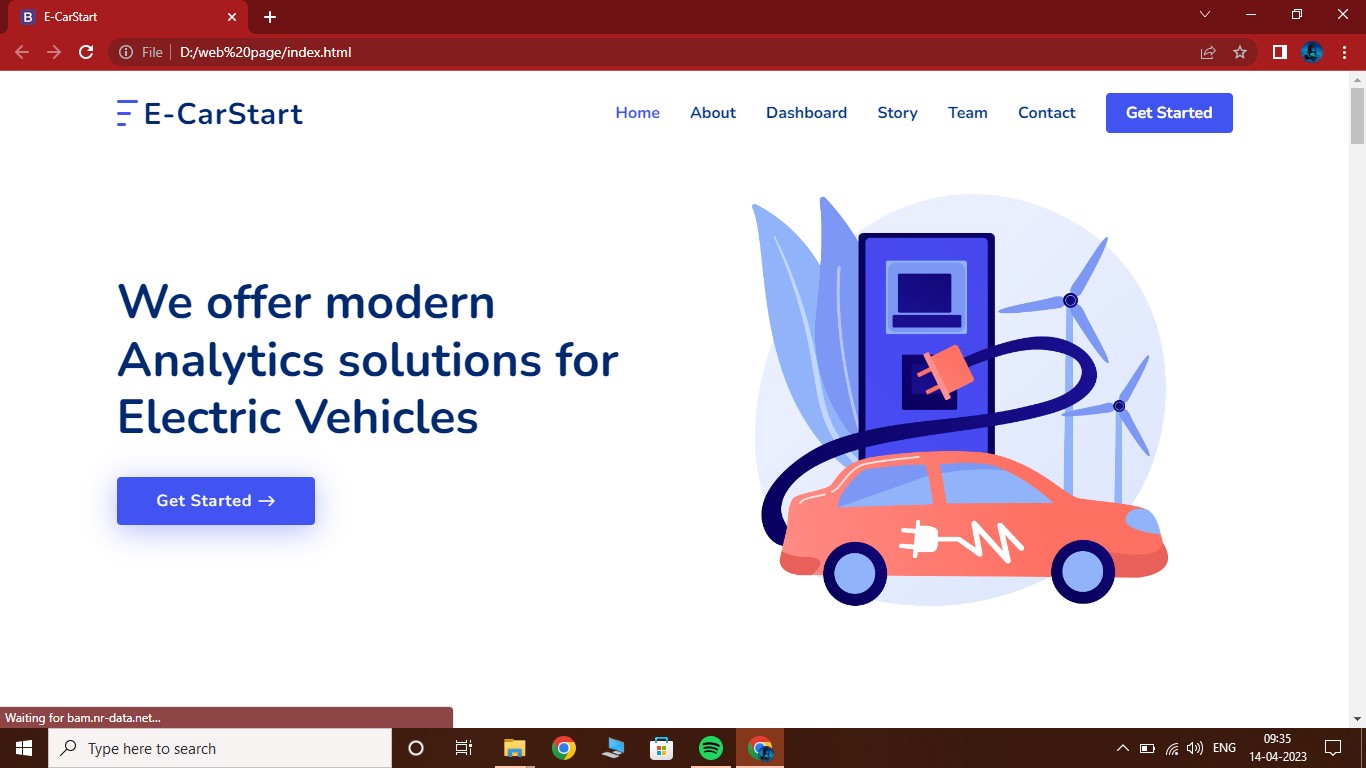 E-CarStart
File
D:/web%20page/index.html
E-CarStart
Home
About
Dashboard
Story
Team
Contact
Get Started
We offer modern
Analytics solutions for
Electric Vehicles
Get Started →
Waiting for bam.nr-data.net...
Type here to search
ENG
09:35
14-04-2023